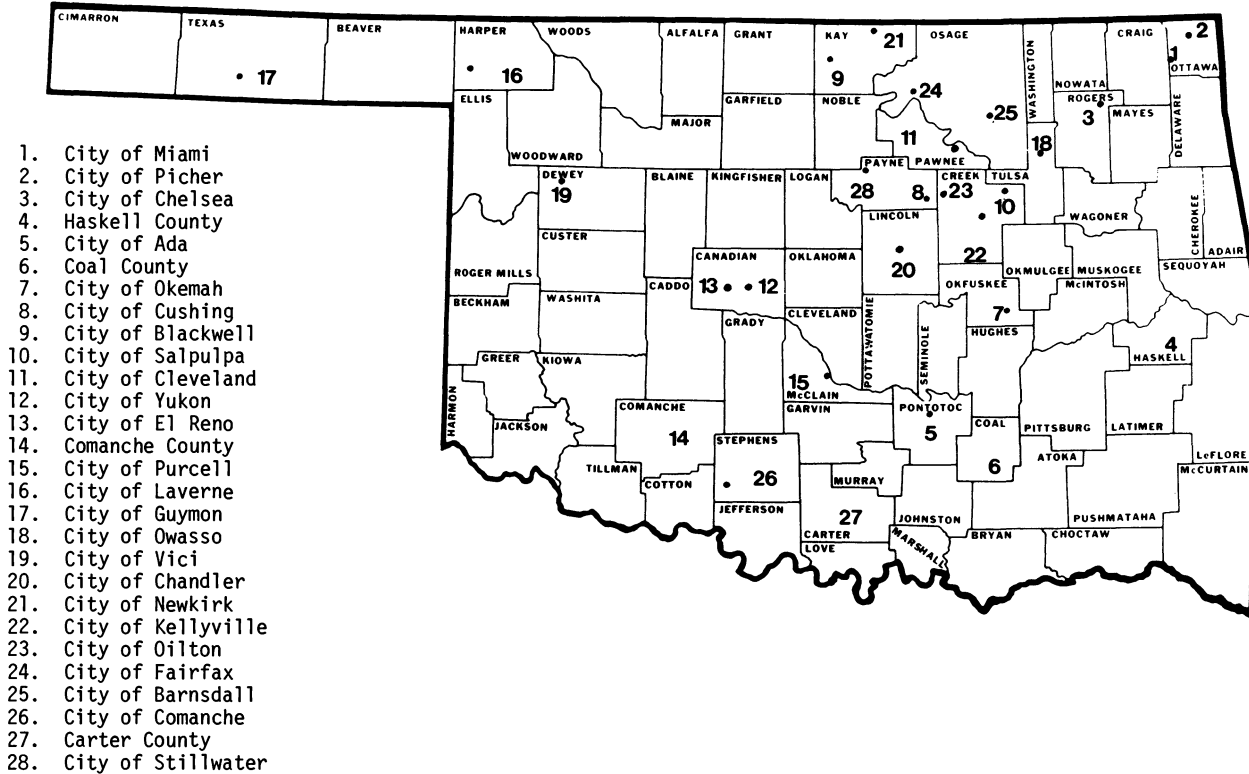 CIMARRON
TEXAS
BEAVER
HARPER
WOODS
ALFALFA
GRANT
KAY
21
OSAGE
WASHINGTON
NOWATA
CRAIG
2
1
OTTAWA
17
16
9
24
ROGERS
3
MAYES
DELAWARE
ELLIS
GARFIELD
NOBLE
25
MAJOR
11
18
WOODWARD
PAYNE
PAWNEE
DEWEY
19
BLAINE
KINGFISHER
LOGAN
28
8
CREEK
23
TULSA
10
WAGONER
CHEROKEE
ADAIR
LINCOLN
CUSTER
CANADIAN
OKLAHOMA
20
22
OKMULGEE
MUSKOGEE
SEQUOYAH
ROGER MILLS
CADDO
13
12
OKFUSKEE
McINTOSH
BECKHAM
WASHITA
GRADY
CLEVELAND
POTTAWATOMIE
SEMINOLE
7
HUGHES
4
HASKELL
GREER
KIOWA
15
McCLAIN
HARMON
JACKSON
COMANCHE
14
GARVIN
PONTOTOC
5
COAL
6
PITTSBURG
LATIMER
STEPHENS
26
TILLMAN
COTTON
MURRAY
ATOKA
LeFLORE
McCURTAIN
JEFFERSON
27
CARTER
LOVE
JOHNSTON
MARSHALL
BRYAN
PUSHMATAHA
CHOCTAW
1. City of Miami
2. City of Picher
3. City of Chelsea
4. Haskell County
5. City of Ada
6. Coal County
7. City of Okemah
8. City of Cushing
9. City of Blackwell
10. City of Salpulpa
11. City of Cleveland
12. City of Yukon
13. City of El Reno
14. Comanche County
15. City of Purcell
16. City of Laverne
17. City of Guymon
18. City of Owasso
19. City of Vici
20. City of Chandler
21. City of Newkirk
22. City of Kellyville
23. City of Oilton
24. City of Fairfax
25. City of Barnsdall
26. City of Comanche
27. Carter County
28. City of Stillwater